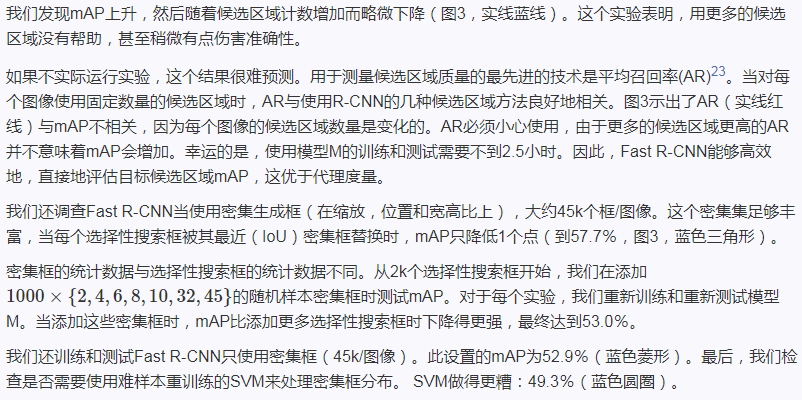 我们发现mAP上升，然后随着候选区域计数增加而略微下降（图3，实线蓝线）。这个实验表明，用更多的候选
区域没有帮助，甚至稍微有点伤害准确性。
如果不实际运行实验，这个结果很难预测。用于测量候选区域质量的最先进的技术是平均召回率(AR)23。当对每
个图像使用固定数量的候选区域时，AR与使用R-CNN的几种候选区域方法良好地相关。图3示出了AR（实线红
线）与mAP不相关，因为每个图像的候选区域数量是变化的。AR必须小心使用，由于更多的候选区域更高的AR
并不意味着mAP会增加。幸运的是，使用模型M的训练和测试需要不到2.5小时。因此，Fast R-CNN能够高效
地，直接地评估目标候选区域mAP，这优于代理度量。
我们还调查Fast R-CNN当使用密集生成框（在缩放，位置和宽高比上），大约45k个框/图像。这个密集集足够丰
富，当每个选择性搜索框被其最近（IoU）密集框替换时，mAP只降低1个点（到57.7%，图3，蓝色三角形）。
密集框的统计数据与选择性搜索框的统计数据不同。从2k个选择性搜索框开始，我们在添加
1000 × {2, 4, 6, 8, 10, 32, 45}的随机样本密集框时测试mAP。对于每个实验，我们重新训练和重新测试模型
M。当添加这些密集框时，mAP比添加更多选择性搜索框时下降得更强，最终达到53.0%。
我们还训练和测试Fast R-CNN只使用密集框（45k/图像）。此设置的mAP为52.9%（蓝色菱形）。最后，我们检
查是否需要使用难样本重训练的SVM来处理密集框分布。 SVM做得更糟：49.3%（蓝色圆圈）。